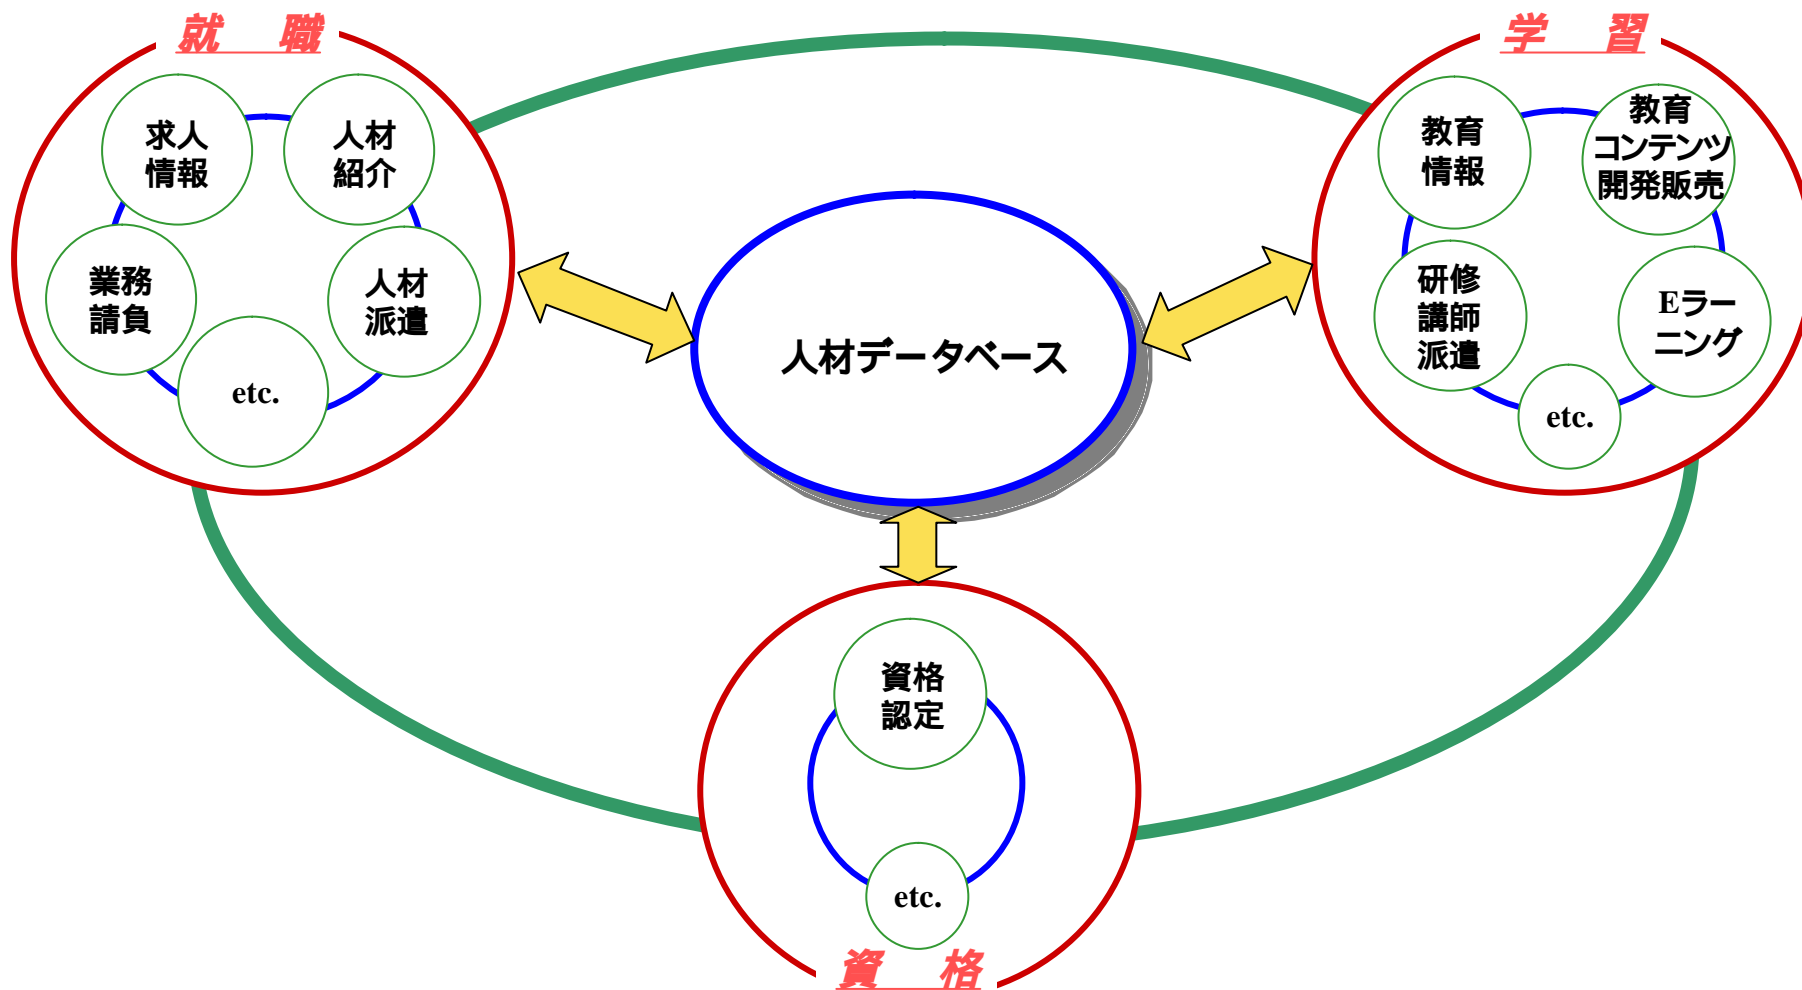 就 職
求人
情報
人材
紹介
業務
請負
人材
派遣
etc.
学 習
教育
情報
教育
コンテンツ
開発販売
研修
講師
派遣
Eラー
ニング
etc.
人材データベース
資格
認定
etc.
資 格